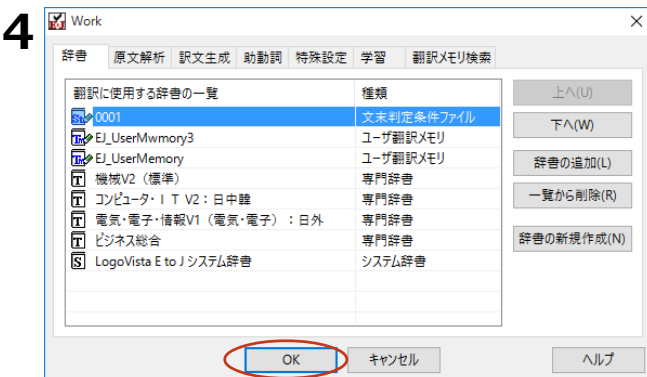 4
Work
辞書 原文解析 訳文生成 助動詞 特殊設定 学習 翻訳メモリ検索
翻訳に使用する辞書の一覧 種類
0001 文末判定条件ファイル
EJ_UserMwmory3 ユーザ翻訳メモリ
EJ_UserMemory ユーザ翻訳メモリ
T 機械V2（標準） 専門辞書
T コンピュータ・ＩＴ V2：日中韓 専門辞書
T 電気・電子・情報V1（電気・電子）：日外 専門辞書
T ビジネス総合 専門辞書
S LogoVista E to J システム辞書 システム辞書
上へ(U)
下へ(W)
辞書の追加(L)
一覧から削除(R)
辞書の新規作成(N)
OK キャンセル ヘルプ